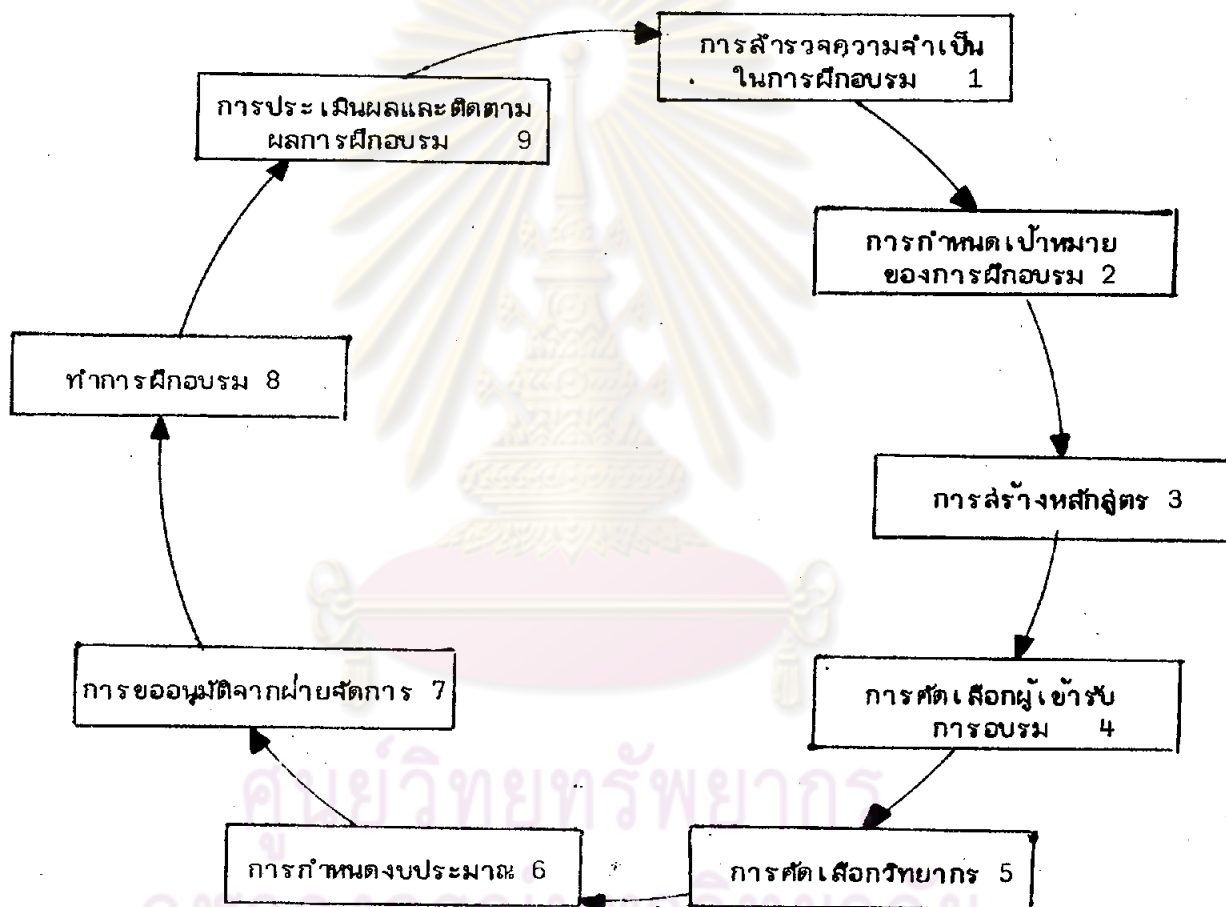 การสำรวจความจำเป็น
ในการฝึกอบรม 1
การกำหนดเป้าหมาย
ของการฝึกอบรม 2
การสร้างหลักสูตร 3
การคัดเลือกผู้เข้ารับ
การอบรม 4
การคัดเลือกวิทยากร 5
การกำหนดงบประมาณ 6
การขออนุมัติจากฝ่ายจัดการ 7
ทำการฝึกอบรม 8
การประเมินผลและติดตาม
ผลการฝึกอบรม 9
ศูนย์วิทยทรัพยากร